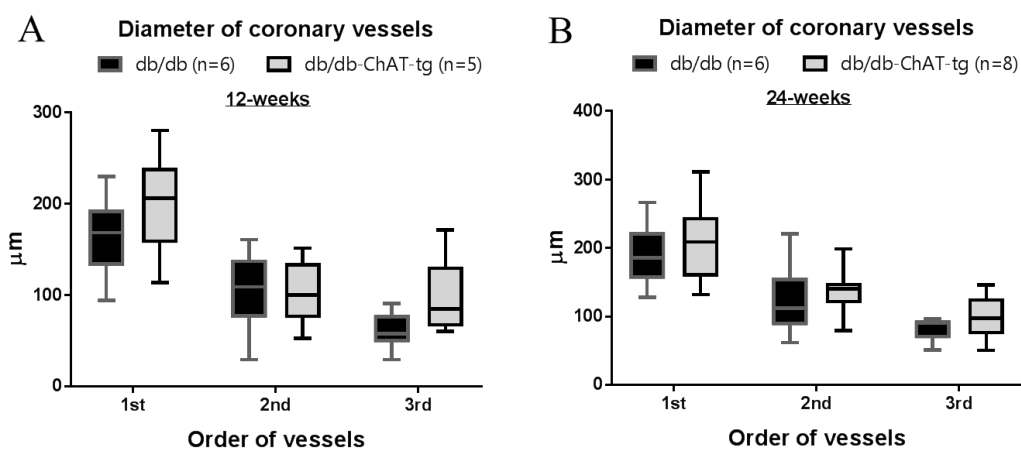 A
Diameter of coronary vessels
db/db (n=6) db/db-ChAT-tg (n=5)
12-weeks
300
200
100
0
μm
1st 2nd 3rd
Order of vessels
B
Diameter of coronary vessels
db/db (n=6) db/db-ChAT-tg (n=8)
24-weeks
400
300
200
100
0
μm
1st 2nd 3rd
Order of vessels